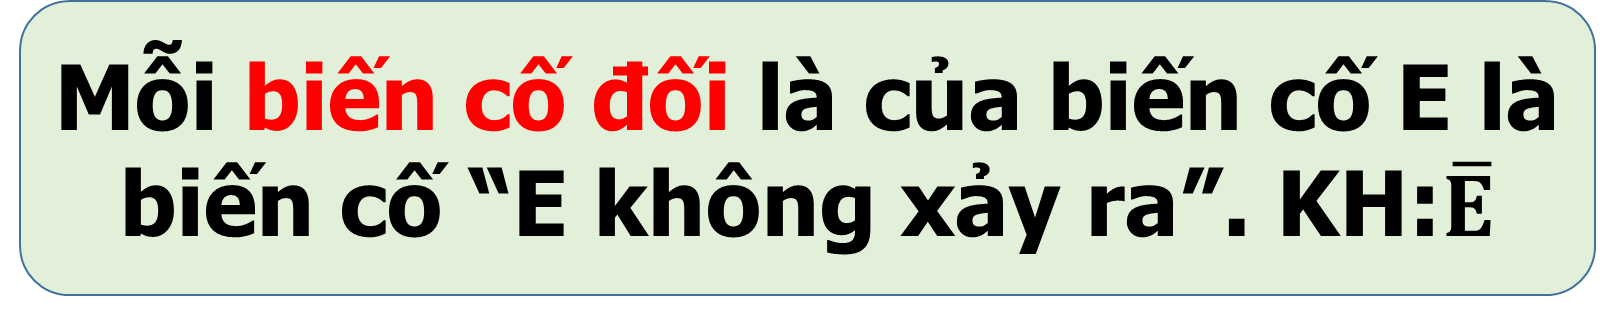 Mỗi biến cố đối là của biến cố E là
biến cố “E không xảy ra”. KH:E̅